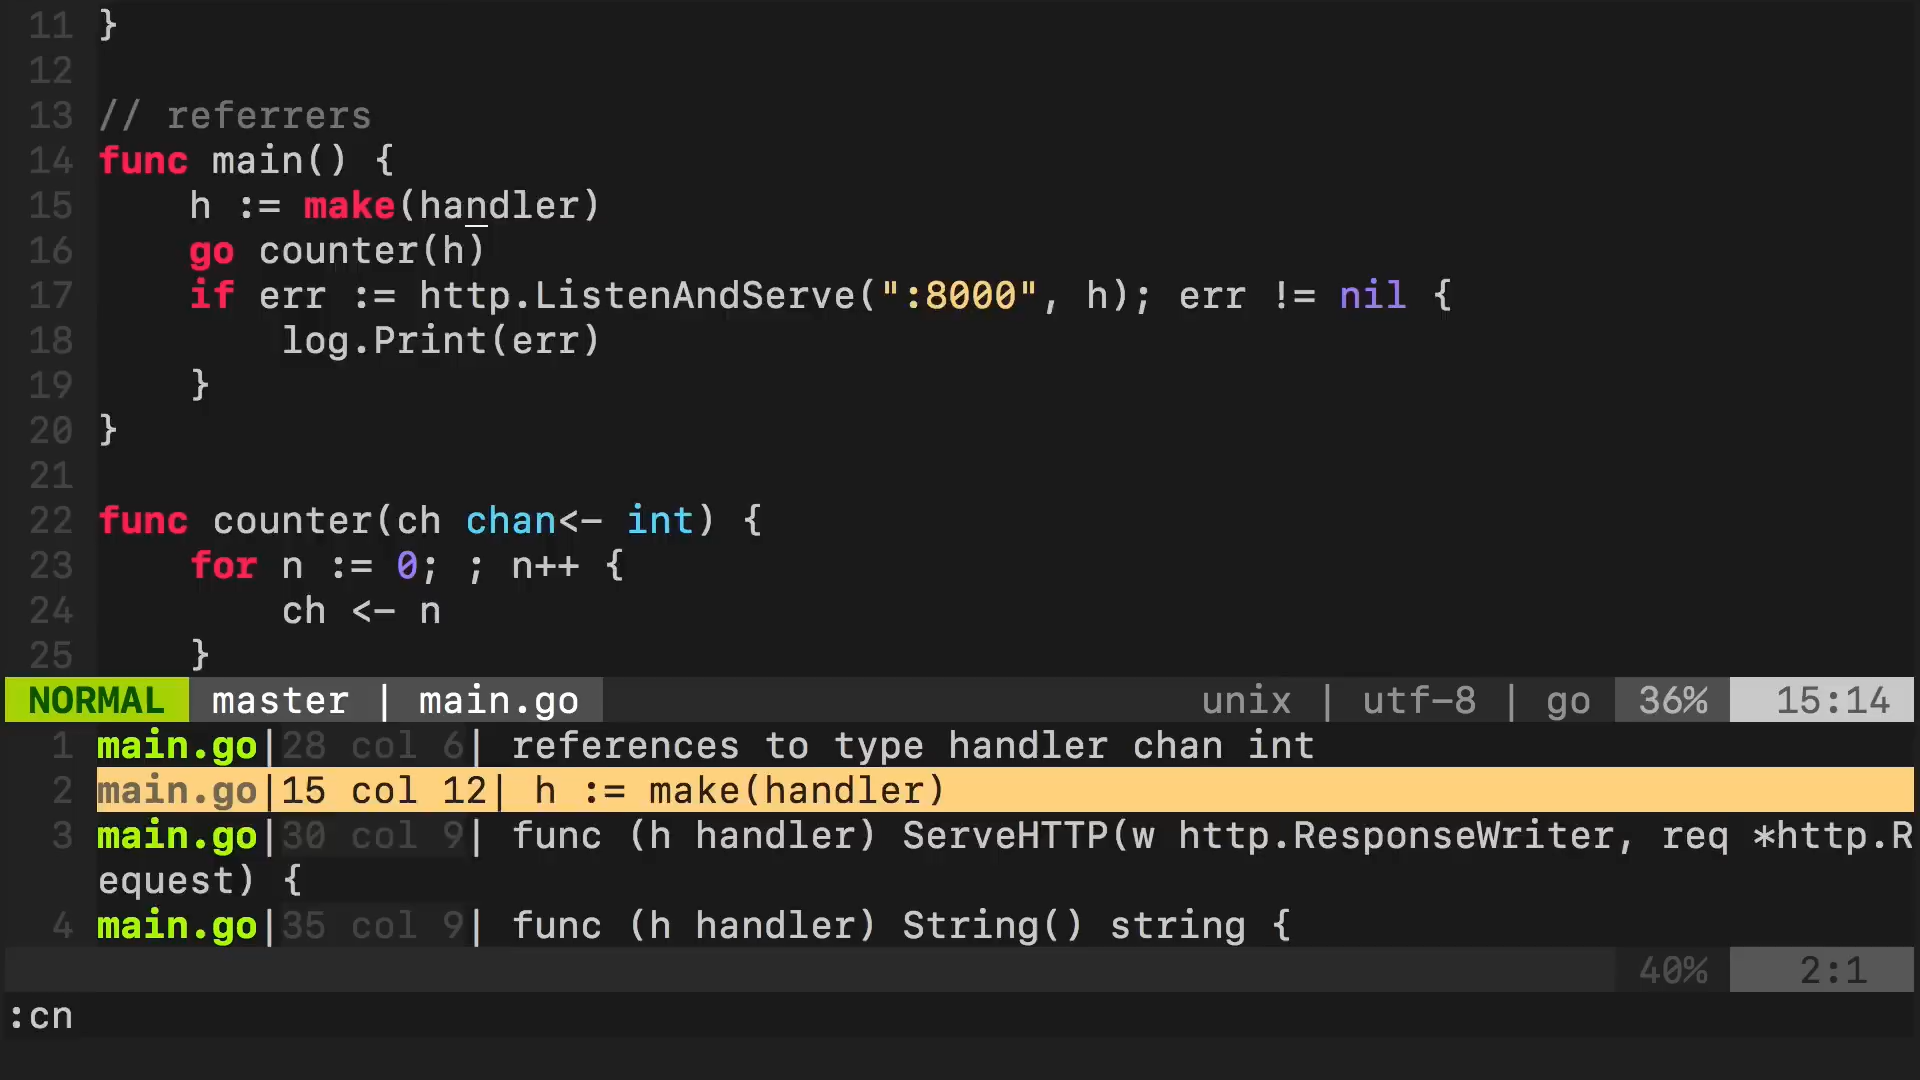 11 }
12
13 // referrers
14 func main() {
15     h := make(handler)
16     go counter(h)
17     if err := http.ListenAndServe(":8000", h); err != nil {
18         log.Print(err)
19     }
20 }
21
22 func counter(ch chan<- int) {
23     for n := 0; ; n++ {
24         ch <- n
25     }
NORMAL master | main.go unix | utf-8 | go 36% 15:14
1 main.go|28 col 6| references to type handler chan int
2 main.go|15 col 12| h := make(handler)
3 main.go|30 col 9| func (h handler) ServeHTTP(w http.ResponseWriter, req *http.R
equest) {
4 main.go|35 col 9| func (h handler) String() string {
40% 2:1
:cn